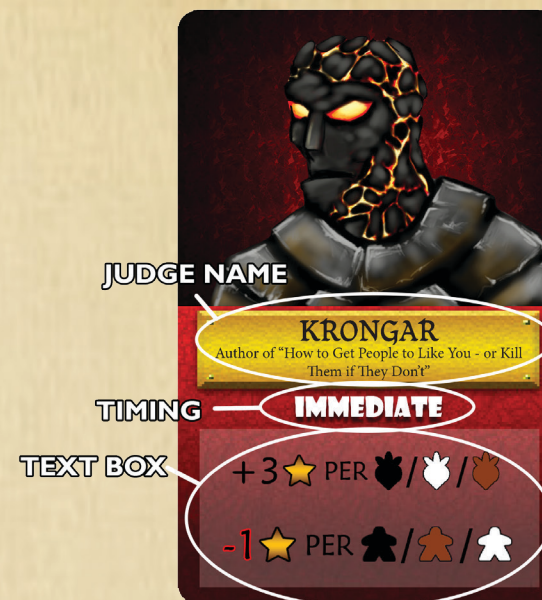 JUDGE NAME
KRONGAR
Author of “How to Get People to Like You - or Kill
Them if They Don’t”
TIMING
IMMEDIATE
TEXT BOX
+3 PER / /
-1 PER / /